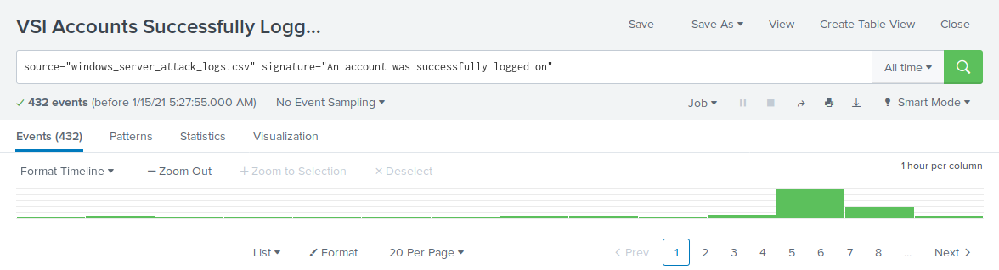 VSI Accounts Successfully Logg...
Save Save As View Create Table View Close
source="windows_server_attack_logs.csv" signature="An account was successfully logged on"
All time
432 events (before 1/15/21 5:27:55.000 AM) No Event Sampling
Job Smart Mode
Events (432) Patterns Statistics Visualization
Format Timeline — Zoom Out + Zoom to Selection × Deselect
1 hour per column
List Format 20 Per Page
< Prev 1 2 3 4 5 6 7 8 ... Next >